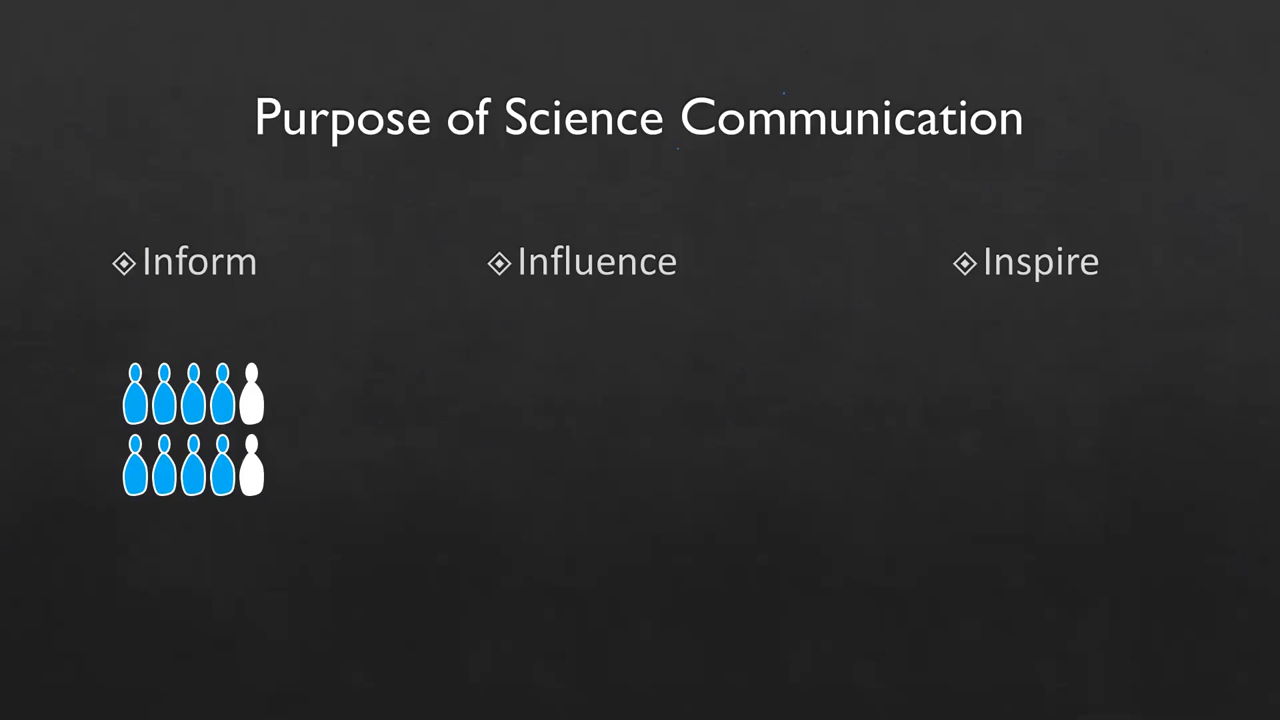 Purpose of Science Communication
Inform
Influence
Inspire